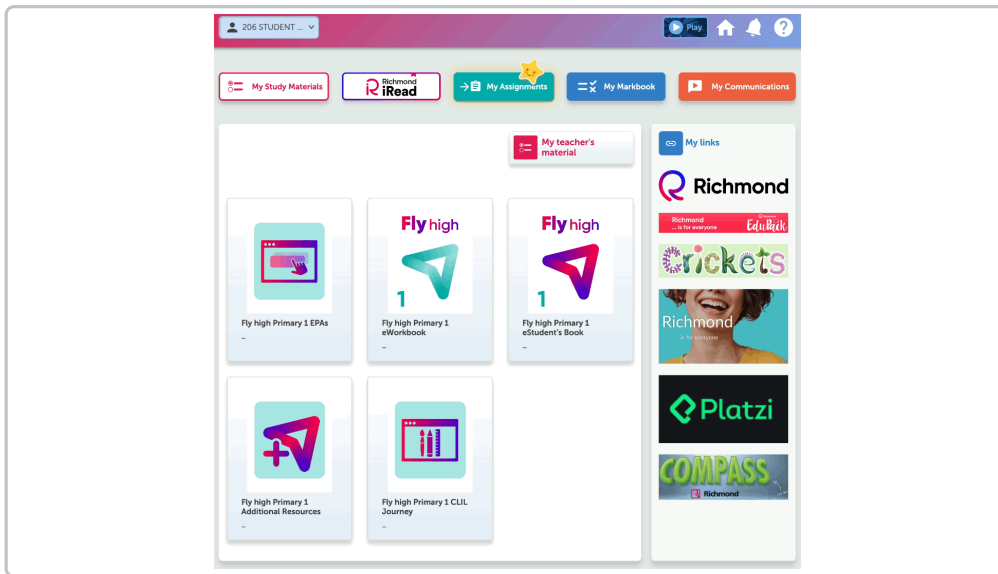 206 STUDENT ...
Play
?
My Study Materials
Richmond
iRead
My Assignments
My Markbook
My Communications
My teacher's
material
My links
Richmond
Richmond
... is for everyone
Richmond
EduPack
Crickets
Richmond
is for everyone
Platzi
COMPASS
Richmond
Fly high
1
Fly high
1
Fly high Primary 1 EPAs
–
Fly high Primary 1
eWorkbook
–
Fly high Primary 1
eStudent's Book
–
Fly high Primary 1
Additional Resources
–
Fly high Primary 1 CLIL
Journey
–